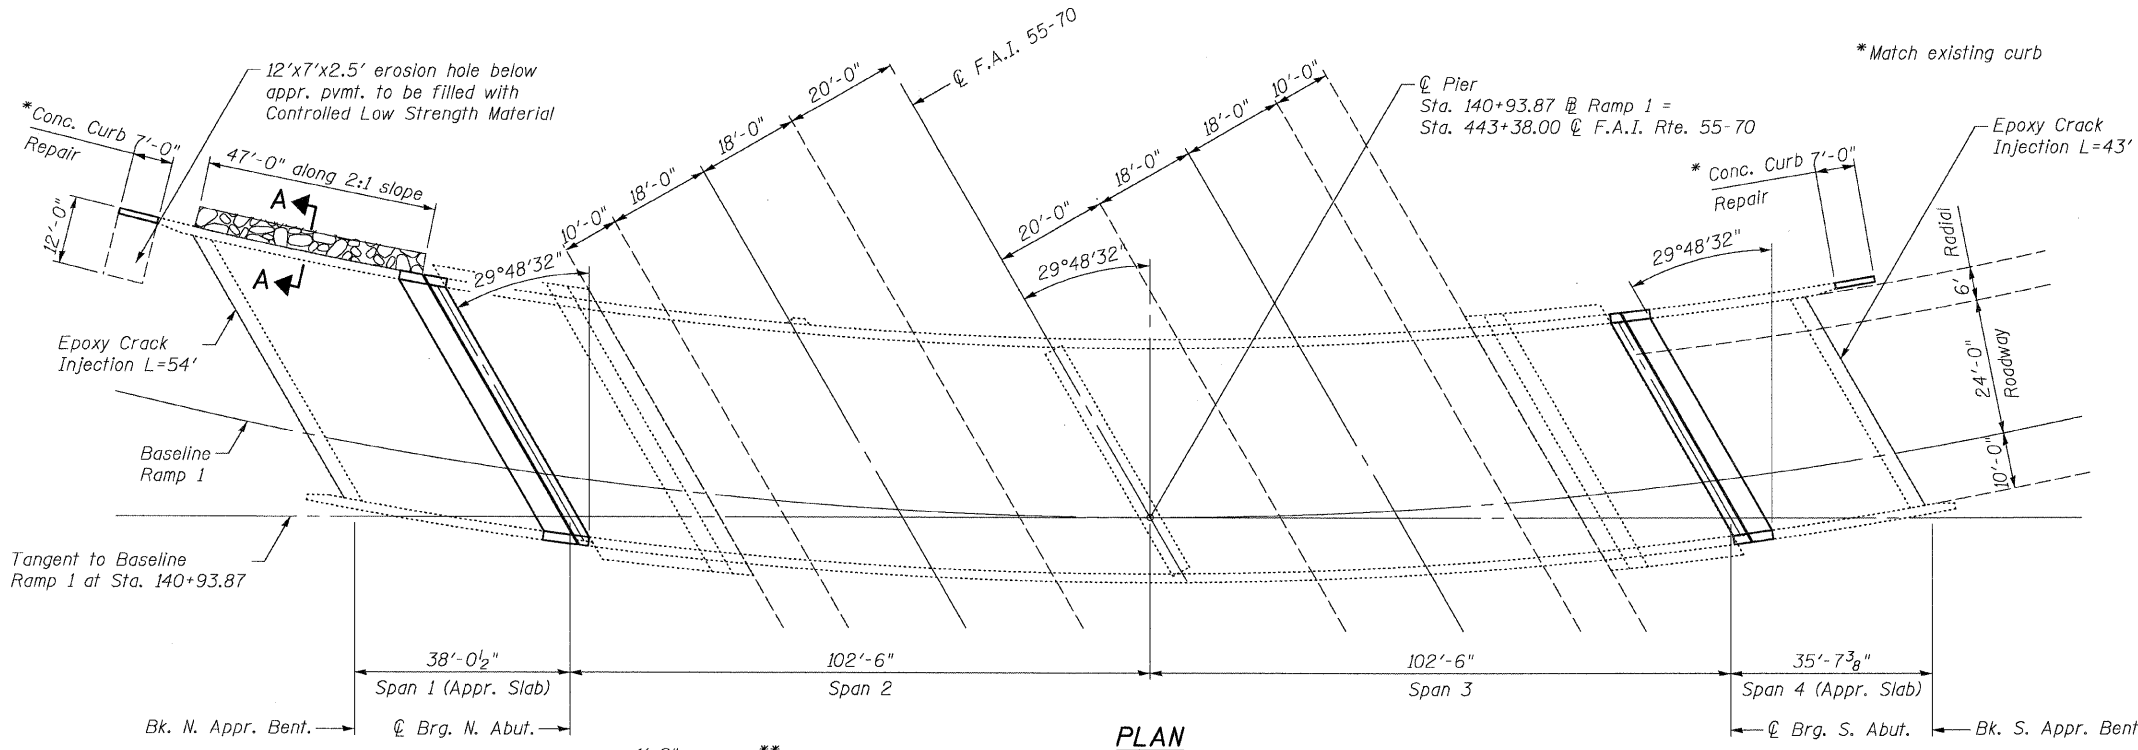 12'x7'x2.5' erosion hole below
appr. pvmt. to be filled with
Controlled Low Strength Material
*Conc. Curb 7'-0"
Repair
47'-0" along 2:1 slope
A
A
12'-0"
10'-0"
18'-0"
18'-0"
20'-0"
℄ F.A.I. 55-70
20'-0"
18'-0"
18'-0"
10'-0"
℄ Pier
Sta. 140+93.87 ⅊ Ramp 1 =
Sta. 443+38.00 ℄ F.A.I. Rte. 55-70
*Match existing curb
Epoxy Crack
Injection L=43'
* Conc. Curb 7'-0"
Repair
29°48'32"
29°48'32"
29°48'32"
6' Radial
24'-0"
Roadway
10'-0"
Epoxy Crack
Injection L=54'
Baseline
Ramp 1
Tangent to Baseline
Ramp 1 at Sta. 140+93.87
38'-0½"
Span 1 (Appr. Slab)
102'-6"
Span 2
102'-6"
Span 3
35'-7⅜"
Span 4 (Appr. Slab)
Bk. N. Appr. Bent.
℄ Brg. N. Abut.
PLAN
℄ Brg. S. Abut.
Bk. S. Appr. Bent
**